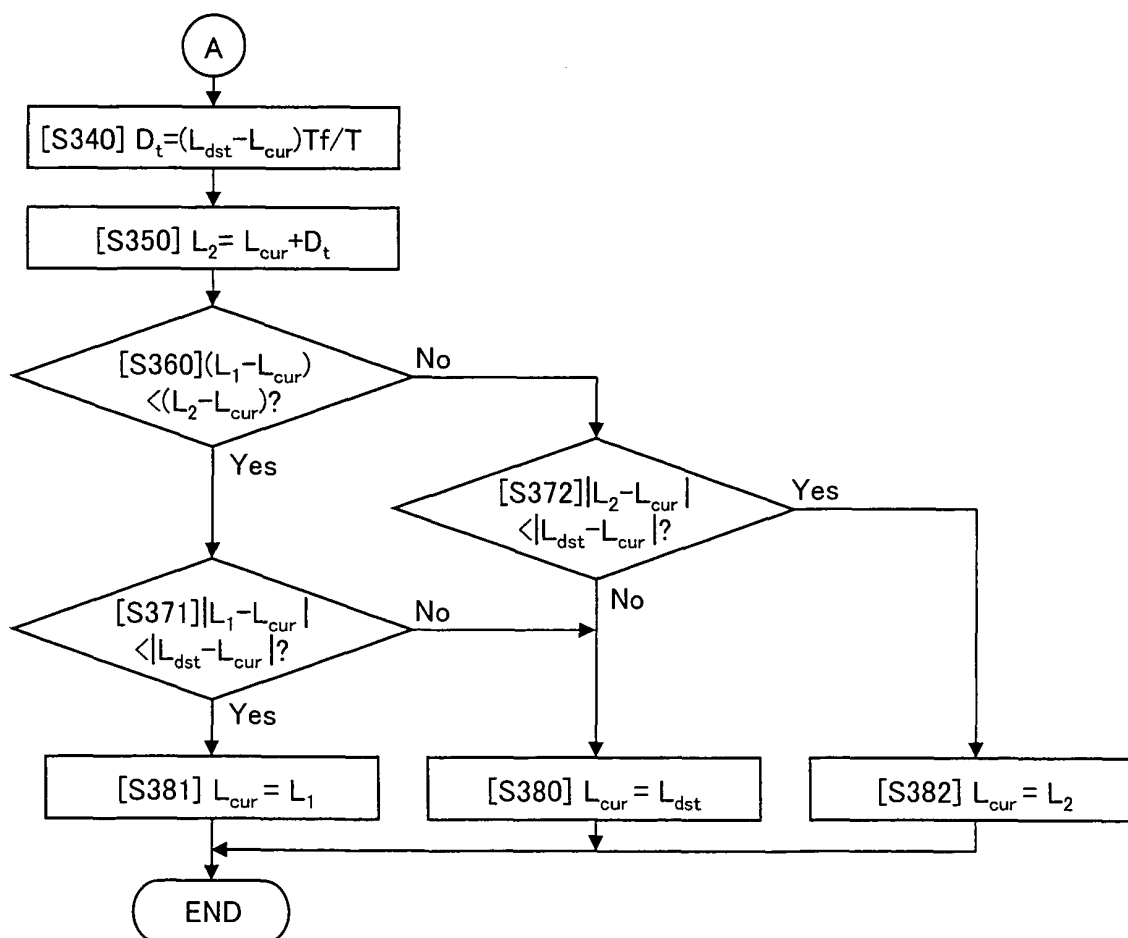 A
[S340] Dt=(Ldst−Lcur)Tf/T
[S350] L2= Lcur+Dt
[S360](L1−Lcur)
<(L2−Lcur)?
No
Yes
[S372]|L2−Lcur|
<|Ldst−Lcur|?
Yes
No
[S371]|L1−Lcur|
<|Ldst−Lcur|?
No
Yes
[S381] Lcur= L1
[S380] Lcur= Ldst
[S382] Lcur= L2
END